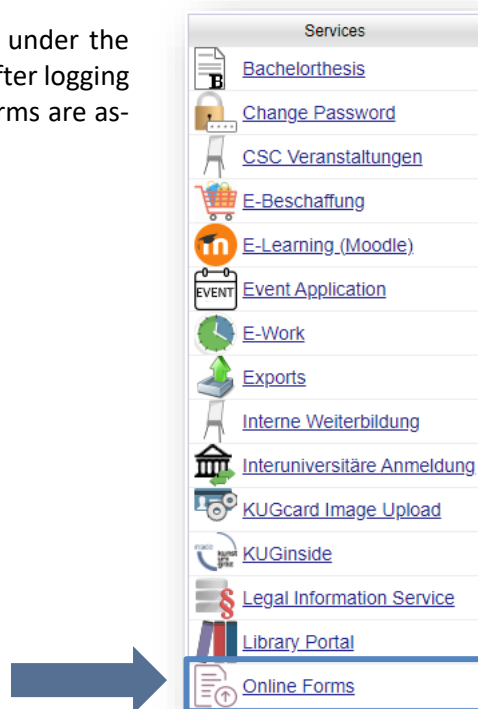 under the
fter logging
rms are as-
Services
B
Bachelorthesis
Change Password
CSC Veranstaltungen
E-Beschaffung
E-Learning (Moodle)
EVENT
Event Application
E-Work
Exports
Interne Weiterbildung
Interuniversitäre Anmeldung
KUGcard Image Upload
KUGinside
§
Legal Information Service
Library Portal
Online Forms